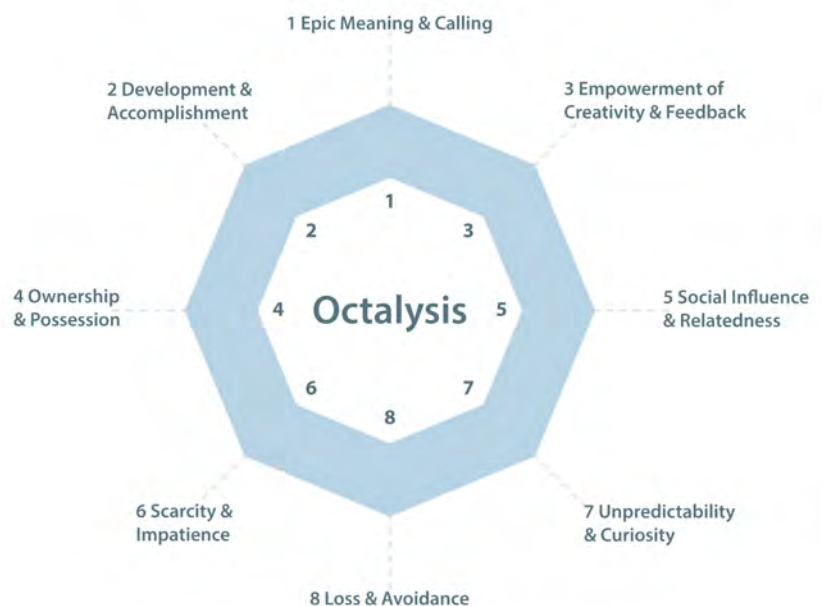 1 Epic Meaning & Calling
2 Development &
Accomplishment
3 Empowerment of
Creativity & Feedback
1
2
3
4 Ownership
& Possession
4
Octalysis
5
5 Social Influence
& Relatedness
6
7
8
6 Scarcity &
Impatience
7 Unpredictability
& Curiosity
8 Loss & Avoidance